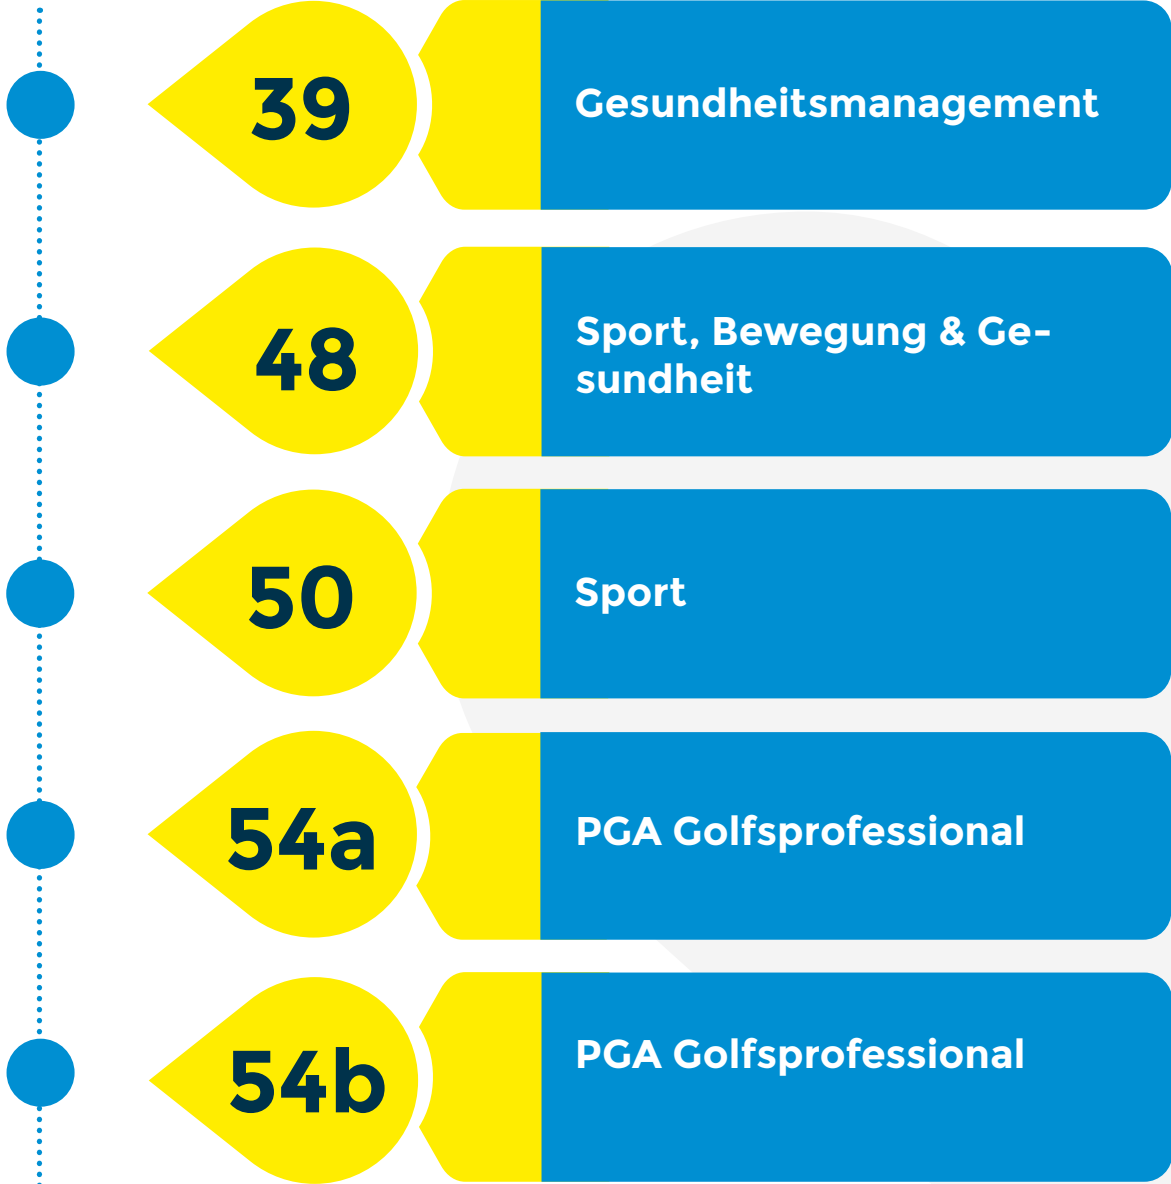 39
Gesundheitsmanagement
48
Sport, Bewegung & Ge-
sundheit
50
Sport
54a
PGA Golfsprofessional
54b
PGA Golfsprofessional